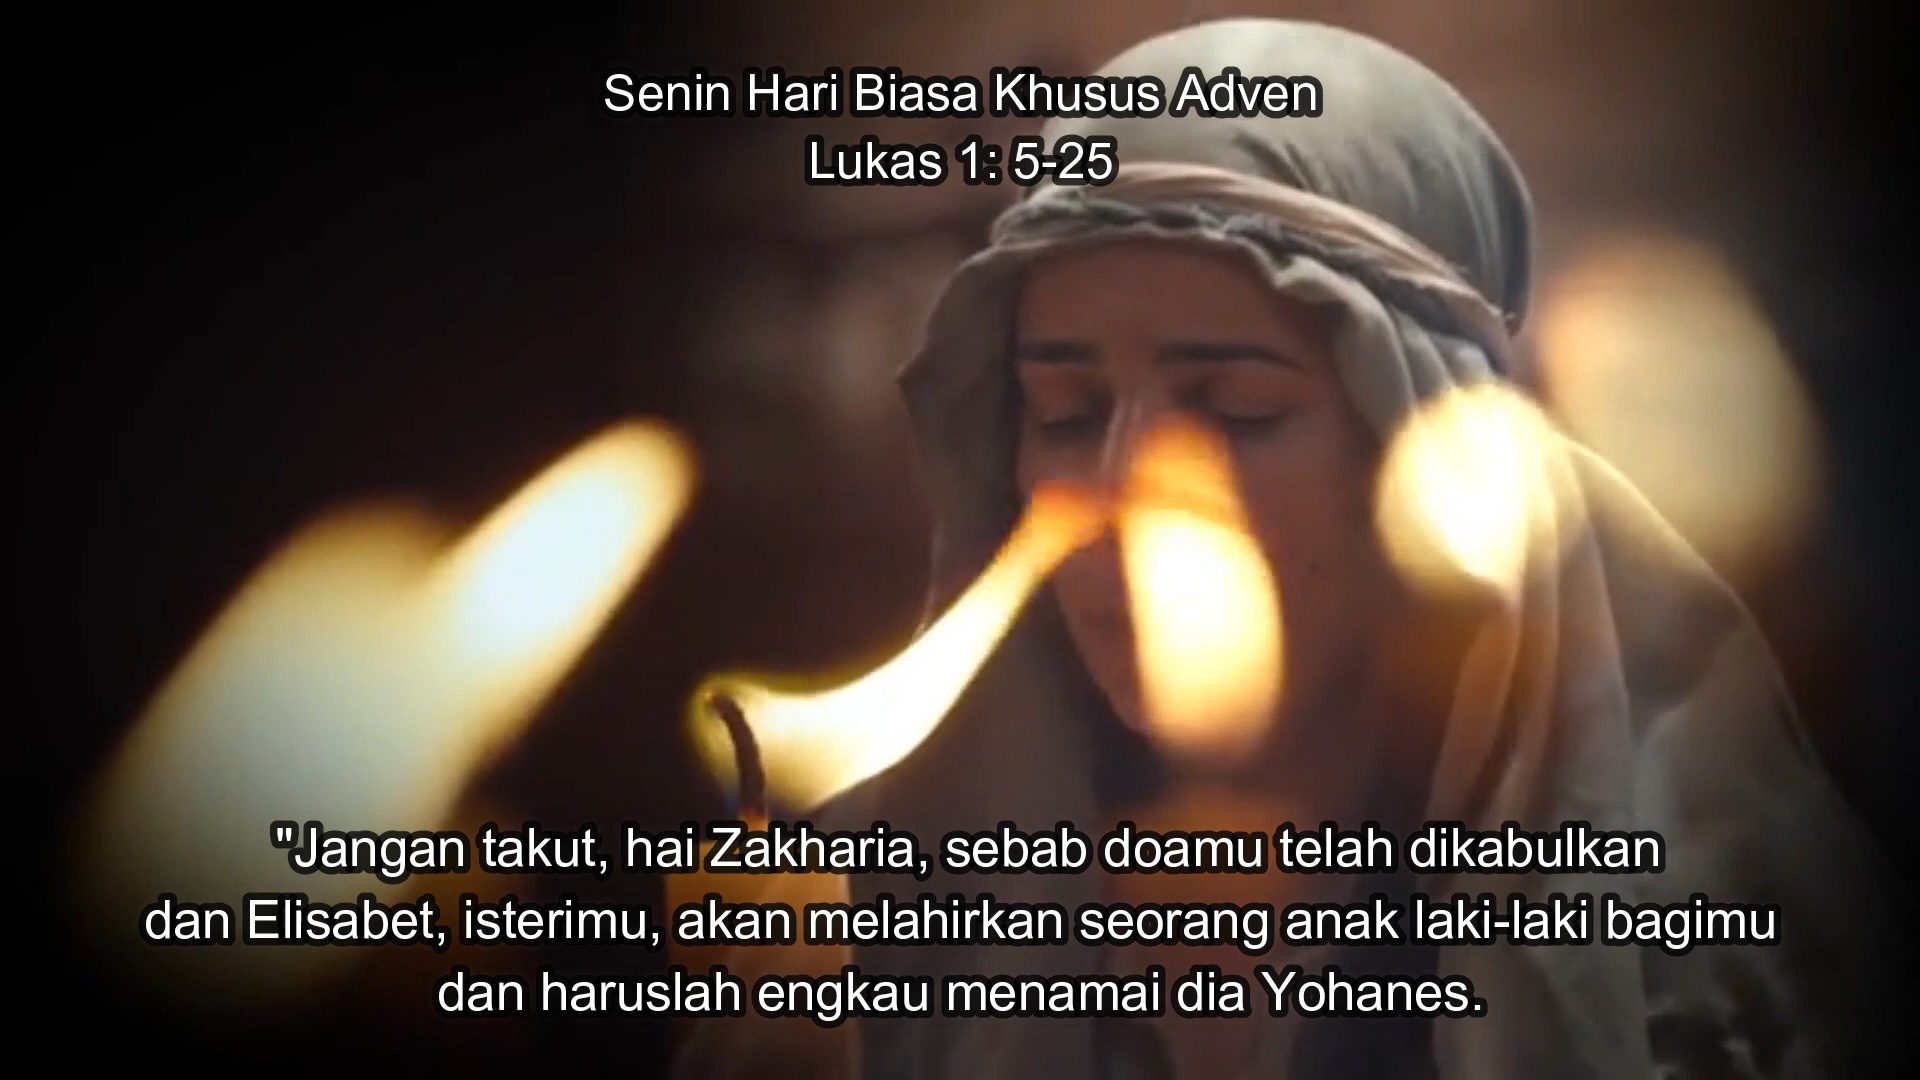 Senin Hari Biasa Khusus Adven
Lukas 1: 5-25
"Jangan takut, hai Zakharia, sebab doamu telah dikabulkan
dan Elisabet, isterimu, akan melahirkan seorang anak laki-laki bagimu
dan haruslah engkau menamai dia Yohanes.